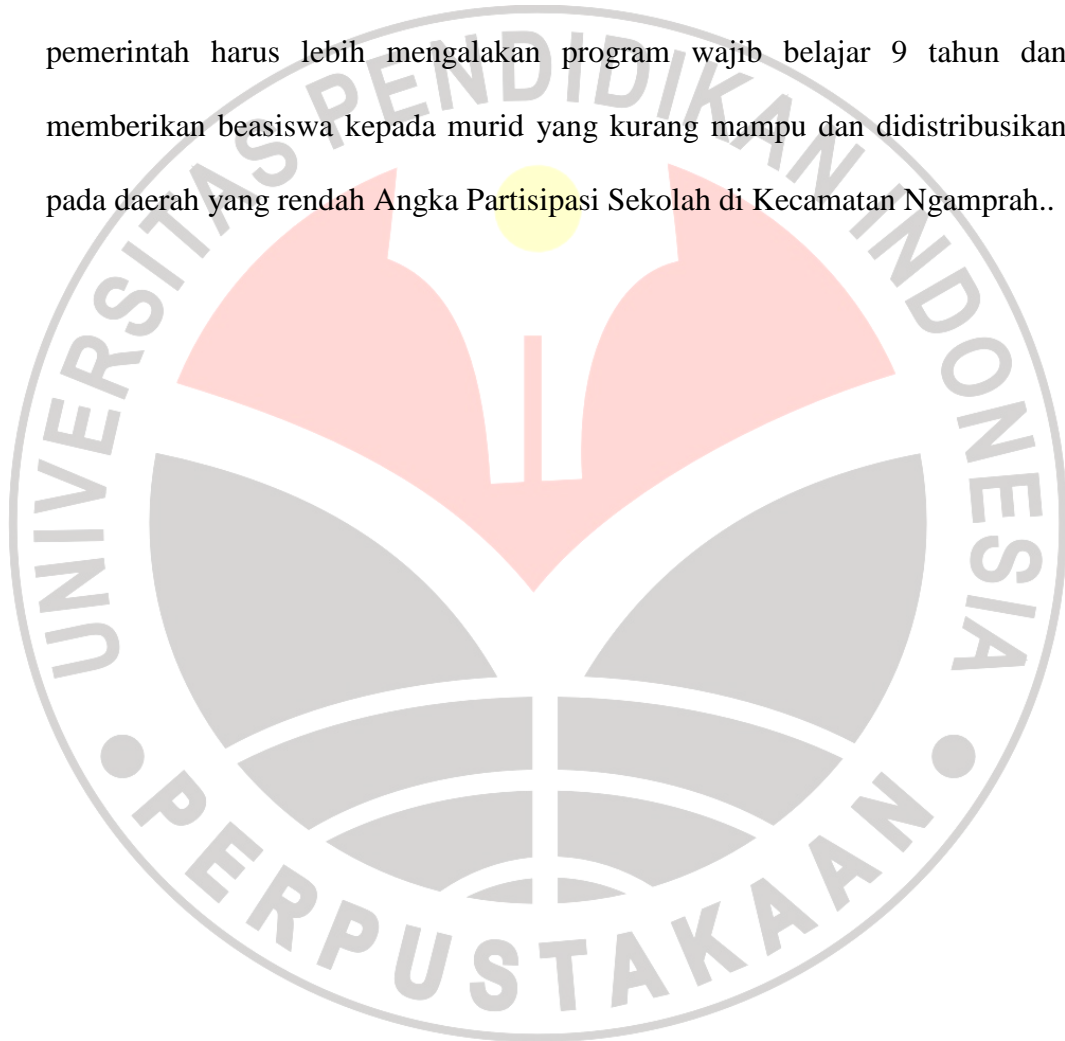 pemerintah harus lebih mengalakan program wajib belajar 9 tahun dan
memberikan beasiswa kepada murid yang kurang mampu dan didistribusikan
pada daerah yang rendah Angka Partisipasi Sekolah di Kecamatan Ngamprah..
UNIVERSITAS PENDIDIKAN INDONESIA
PERPUSTAKAAN